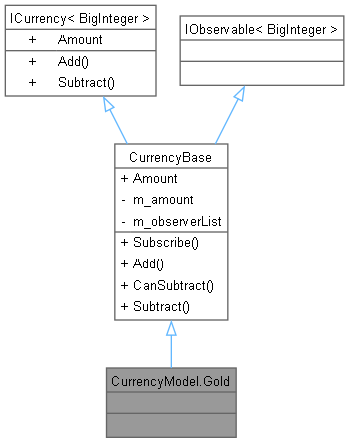 ICurrency< BigInteger >
+ Amount
+ Add()
+ Subtract()
IObservable< BigInteger >
CurrencyBase
+ Amount
- m_amount
- m_observerList
+ Subscribe()
+ Add()
+ CanSubtract()
+ Subtract()
CurrencyModel.Gold